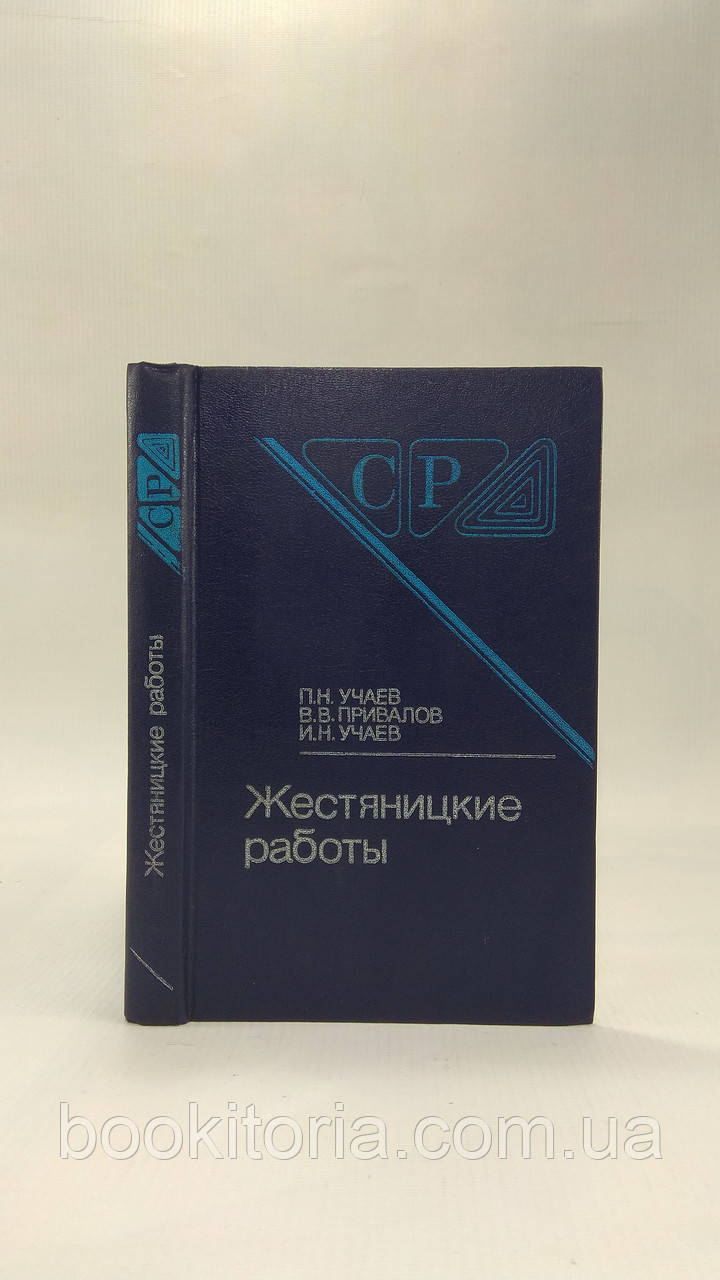 СР
Жестяницкие работы
СР
П.Н. УЧАЕВ
В.В. ПРИВАЛОВ
И.Н. УЧАЕВ
Жестяницкие
работы
bookitoria.com.ua